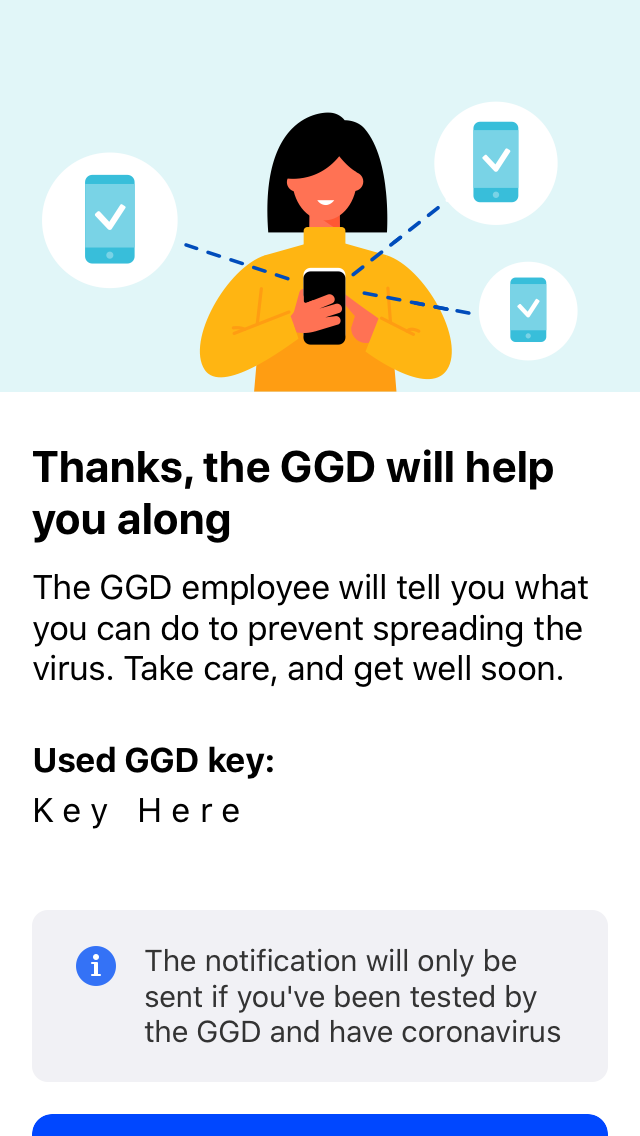 Thanks, the GGD will help
you along
The GGD employee will tell you what
you can do to prevent spreading the
virus. Take care, and get well soon.
Used GGD key:
Key Here
The notification will only be
sent if you've been tested by
the GGD and have coronavirus